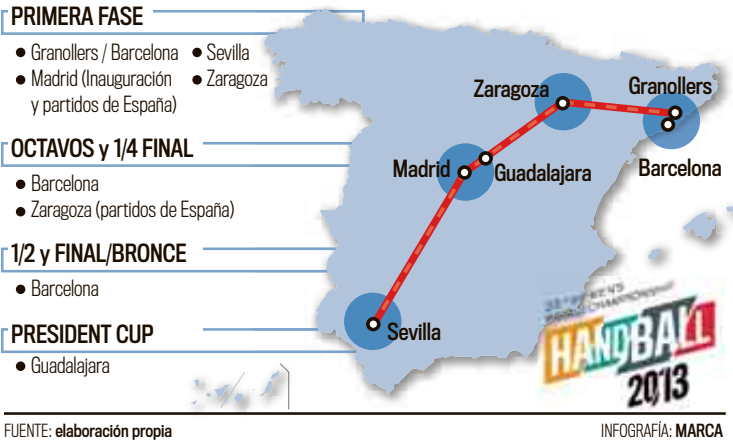 PRIMERA FASE
● Granollers / Barcelona ● Sevilla
● Madrid (Inauguración ● Zaragoza
y partidos de España)
OCTAVOS y 1/4 FINAL
● Barcelona
● Zaragoza (partidos de España)
1/2 y FINAL/BRONCE
● Barcelona
PRESIDENT CUP
● Guadalajara
Zaragoza
Granollers
Madrid
Guadalajara
Barcelona
Sevilla
MEN'S
CHAMPIONSHIP
HANDBALL
2013
FUENTE: elaboración propia
INFOGRAFÍA: MARCA